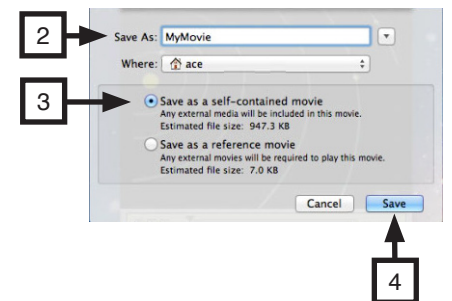 2
Save As: MyMovie
Where: ace
3
Save as a self-contained movie
Any external media will be included in this movie.
Estimated file size: 947.3 KB
Save as a reference movie
Any external movies will be required to play this movie.
Estimated file size: 7.0 KB
Cancel Save
4